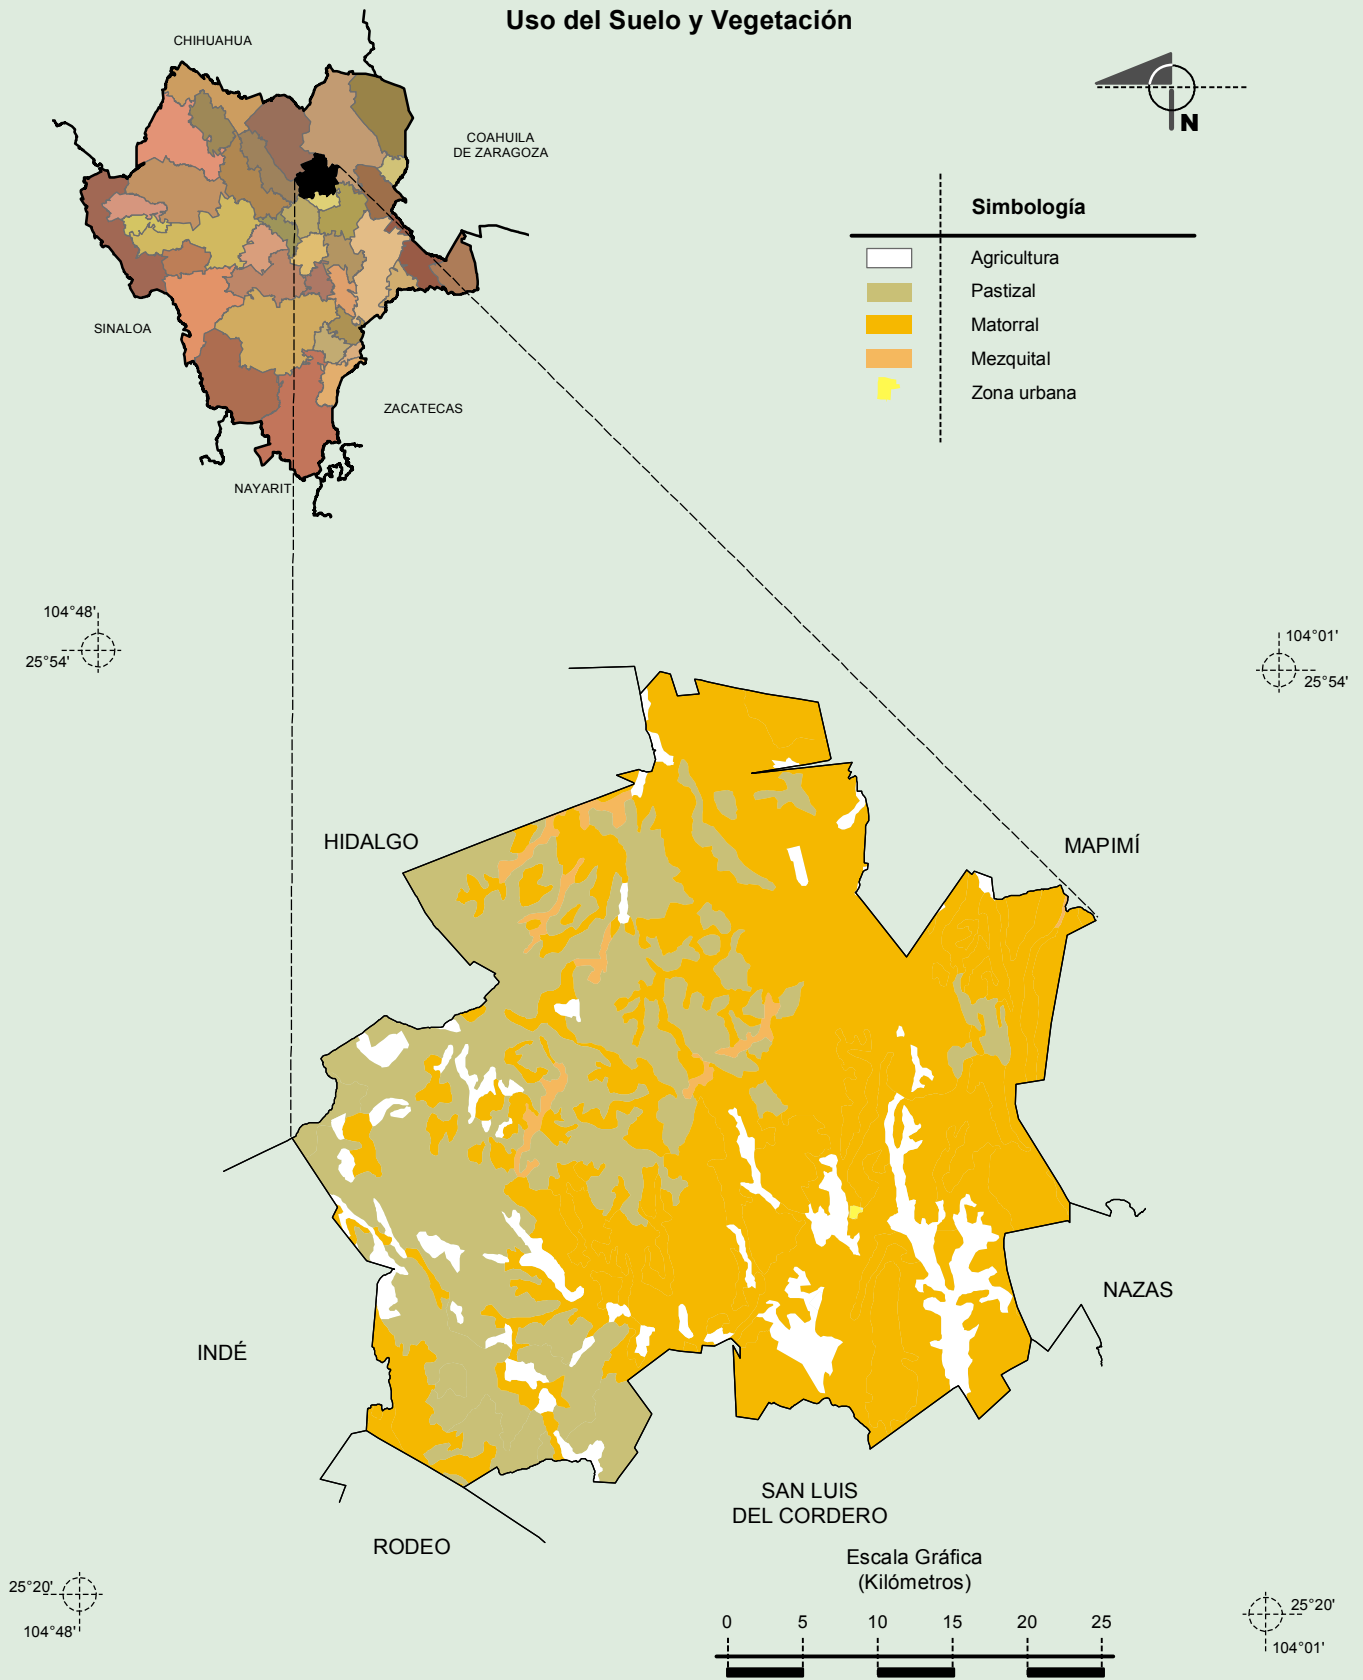 Uso del Suelo y Vegetación
CHIHUAHUA
COAHUILA
DE ZARAGOZA
SINALOA
ZACATECAS
NAYARIT
N
Simbología
Agricultura
Pastizal
Matorral
Mezquital
Zona urbana
104°48'
25°54'
104°01'
25°54'
HIDALGO
MAPIMÍ
NAZAS
INDÉ
SAN LUIS
DEL CORDERO
RODEO
Escala Gráfica
(Kilómetros)
0 5 10 15 20 25
25°20'
104°48'
25°20'
104°01'